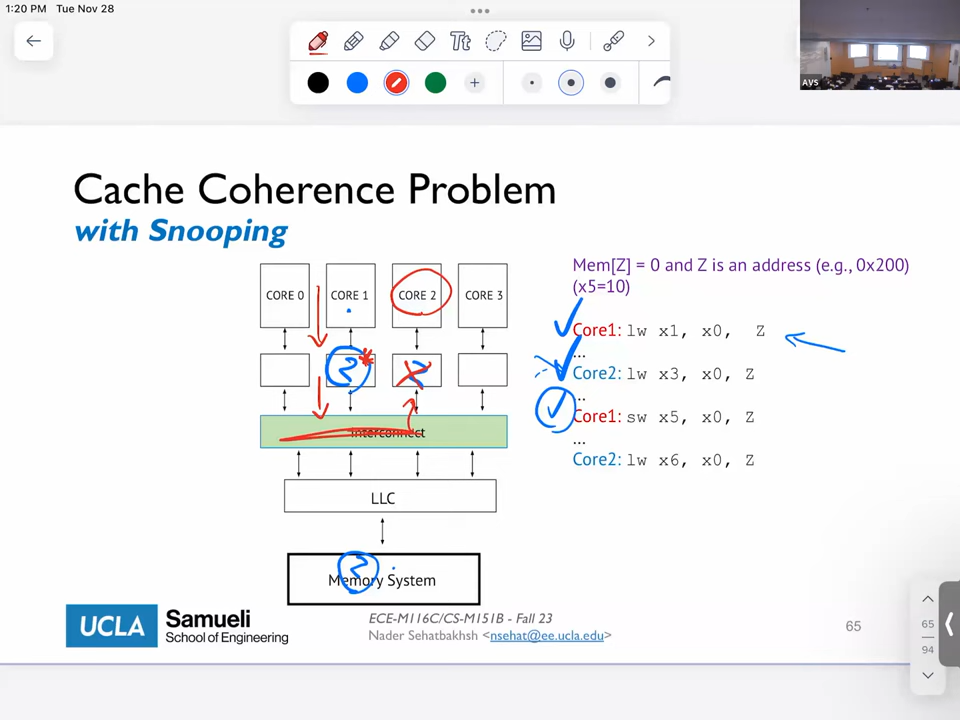 1:20 PM Tue Nov 28
Tt
AVS
Cache Coherence Problem
with Snooping
Mem[Z] = 0 and Z is an address (e.g., 0x200)
(x5=10)
CORE 0
CORE 1
CORE 2
CORE 3
Core1: lw x1, x0, Z
...
Core2: lw x3, x0, Z
...
Core1: sw x5, x0, Z
...
Core2: lw x6, x0, Z
Z*
Interconnect
LLC
Z
Memory System
UCLA Samueli
School of Engineering
ECE-M116C/CS-M151B - Fall 23
Nader Sehatbakhsh <nsehat@ee.ucla.edu>
65
65
94